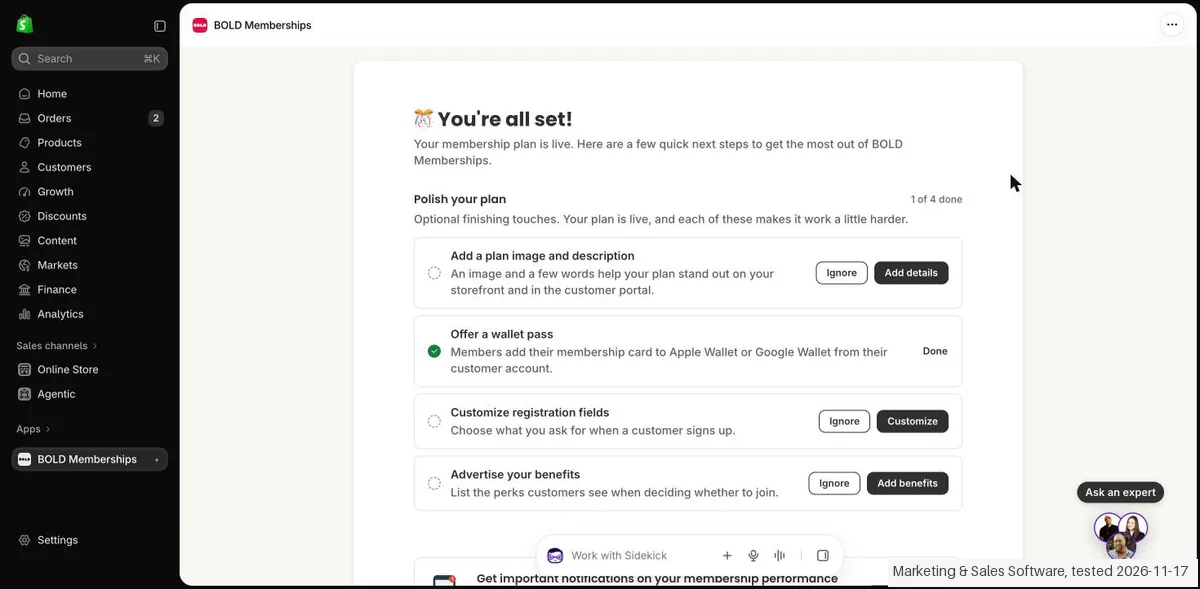 BOLD Memberships
Search
⌘K
Home
Orders
2
Products
Customers
Growth
Discounts
Content
Markets
Finance
Analytics
Sales channels
Online Store
Agentic
Apps
BOLD Memberships
Settings
You're all set!
Your membership plan is live. Here are a few quick next steps to get the most out of BOLD
Memberships.
Polish your plan
1 of 4 done
Optional finishing touches. Your plan is live, and each of these makes it work a little harder.
Add a plan image and description
An image and a few words help your plan stand out on your
storefront and in the customer portal.
Ignore
Add details
Offer a wallet pass
Members add their membership card to Apple Wallet or Google Wallet from their
customer account.
Done
Customize registration fields
Choose what you ask for when a customer signs up.
Ignore
Customize
Advertise your benefits
List the perks customers see when deciding whether to join.
Ignore
Add benefits
Ask an expert
Work with Sidekick
Get important notifications on your membership performance
Marketing & Sales Software, tested 2026-11-17